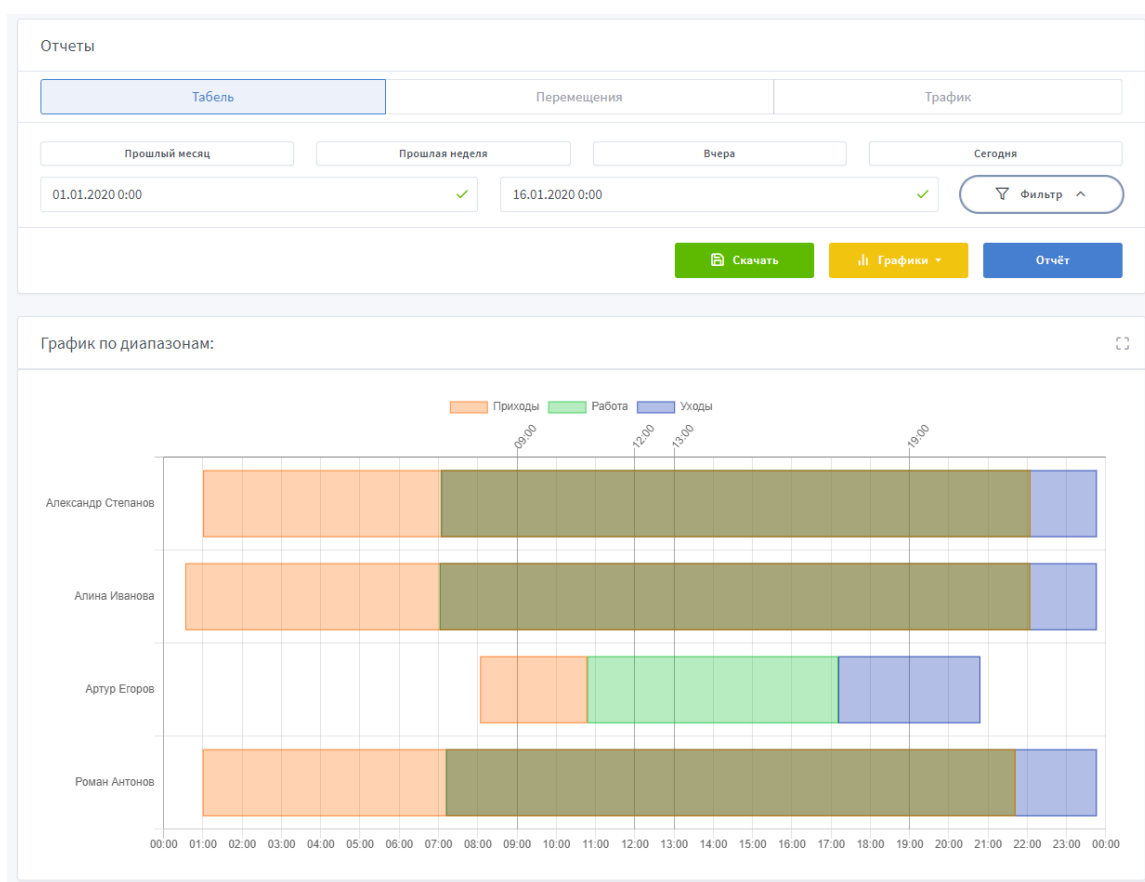 Отчеты
Табель Перемещения Трафик
Прошлый месяц Прошлая неделя Вчера Сегодня
01.01.2020 0:00 16.01.2020 0:00 Фильтр
Скачать Графики Отчёт
График по диапазонам:
Приходы Работа Уходы
09:00 12:00 13:00 19:00
Александр Степанов
Алина Иванова
Артур Егоров
Роман Антонов
00:00 01:00 02:00 03:00 04:00 05:00 06:00 07:00 08:00 09:00 10:00 11:00 12:00 13:00 14:00 15:00 16:00 17:00 18:00 19:00 20:00 21:00 22:00 23:00 00:00